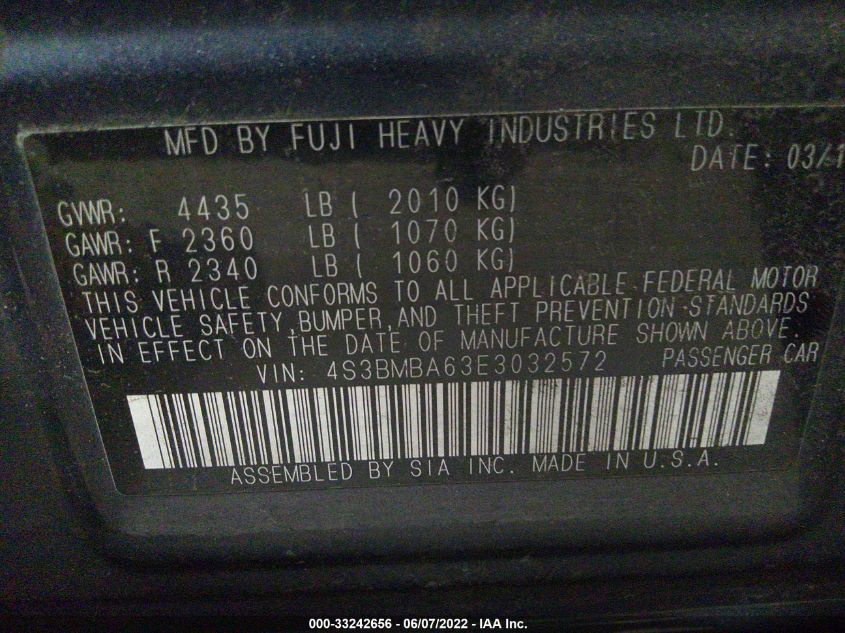 MFD BY FUJI HEAVY INDUSTRIES LTD.
DATE: 03/1
GVWR: 4435 LB ( 2010 KG)
GAWR: F 2360 LB ( 1070 KG)
GAWR: R 2340 LB ( 1060 KG)
THIS VEHICLE CONFORMS TO ALL APPLICABLE FEDERAL MOTOR
VEHICLE SAFETY,BUMPER,AND THEFT PREVENTION STANDARDS
IN EFFECT ON THE DATE OF MANUFACTURE SHOWN ABOVE.
VIN: 4S3BMBA63E3032572 PASSENGER CAR
ASSEMBLED BY SIA INC. MADE IN U.S.A.
000-33242656 - 06/07/2022 - IAA Inc.